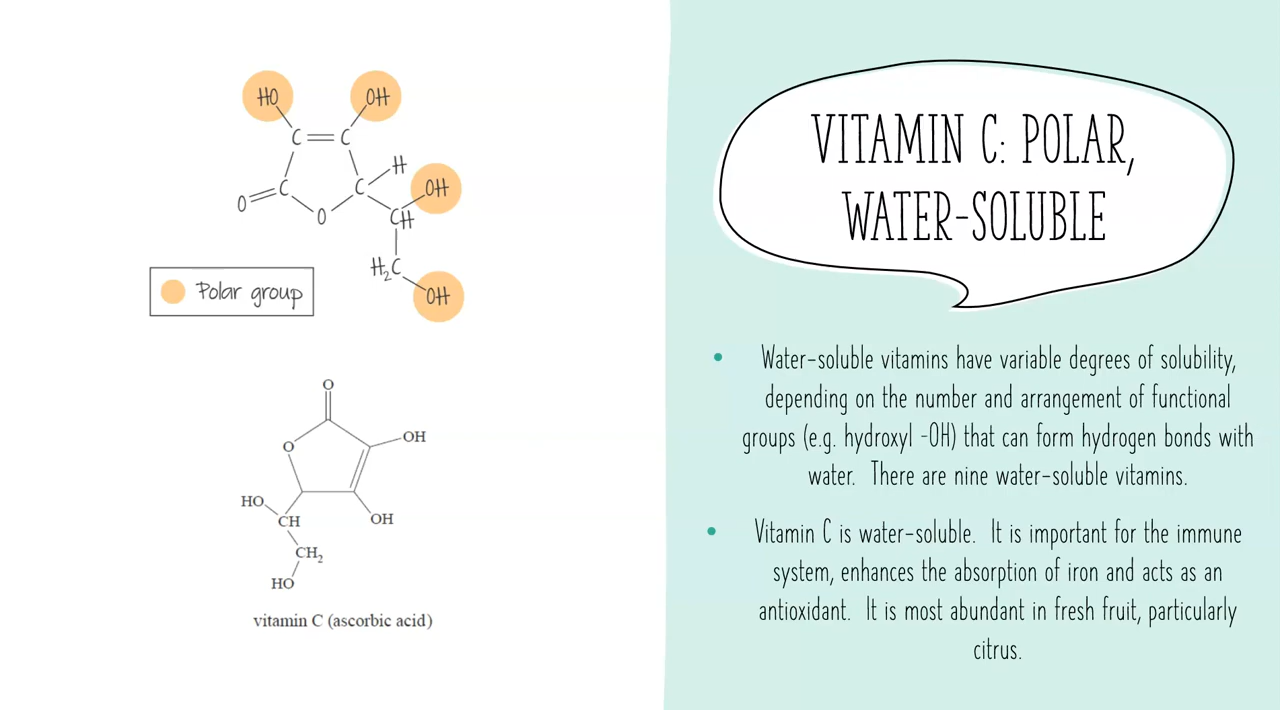 HO
OH
C
C
H
O
C
C
OH
O
CH
H₂C
OH
Polar group
O
O
OH
HO
OH
CH
CH₂
HO
vitamin C (ascorbic acid)
VITAMIN C: POLAR,
WATER-SOLUBLE
• Water-soluble vitamins have variable degrees of solubility,
depending on the number and arrangement of functional
groups (e.g. hydroxyl -OH) that can form hydrogen bonds with
water. There are nine water-soluble vitamins.
• Vitamin C is water-soluble. It is important for the immune
system, enhances the absorption of iron and acts as an
antioxidant. It is most abundant in fresh fruit, particularly
citrus.